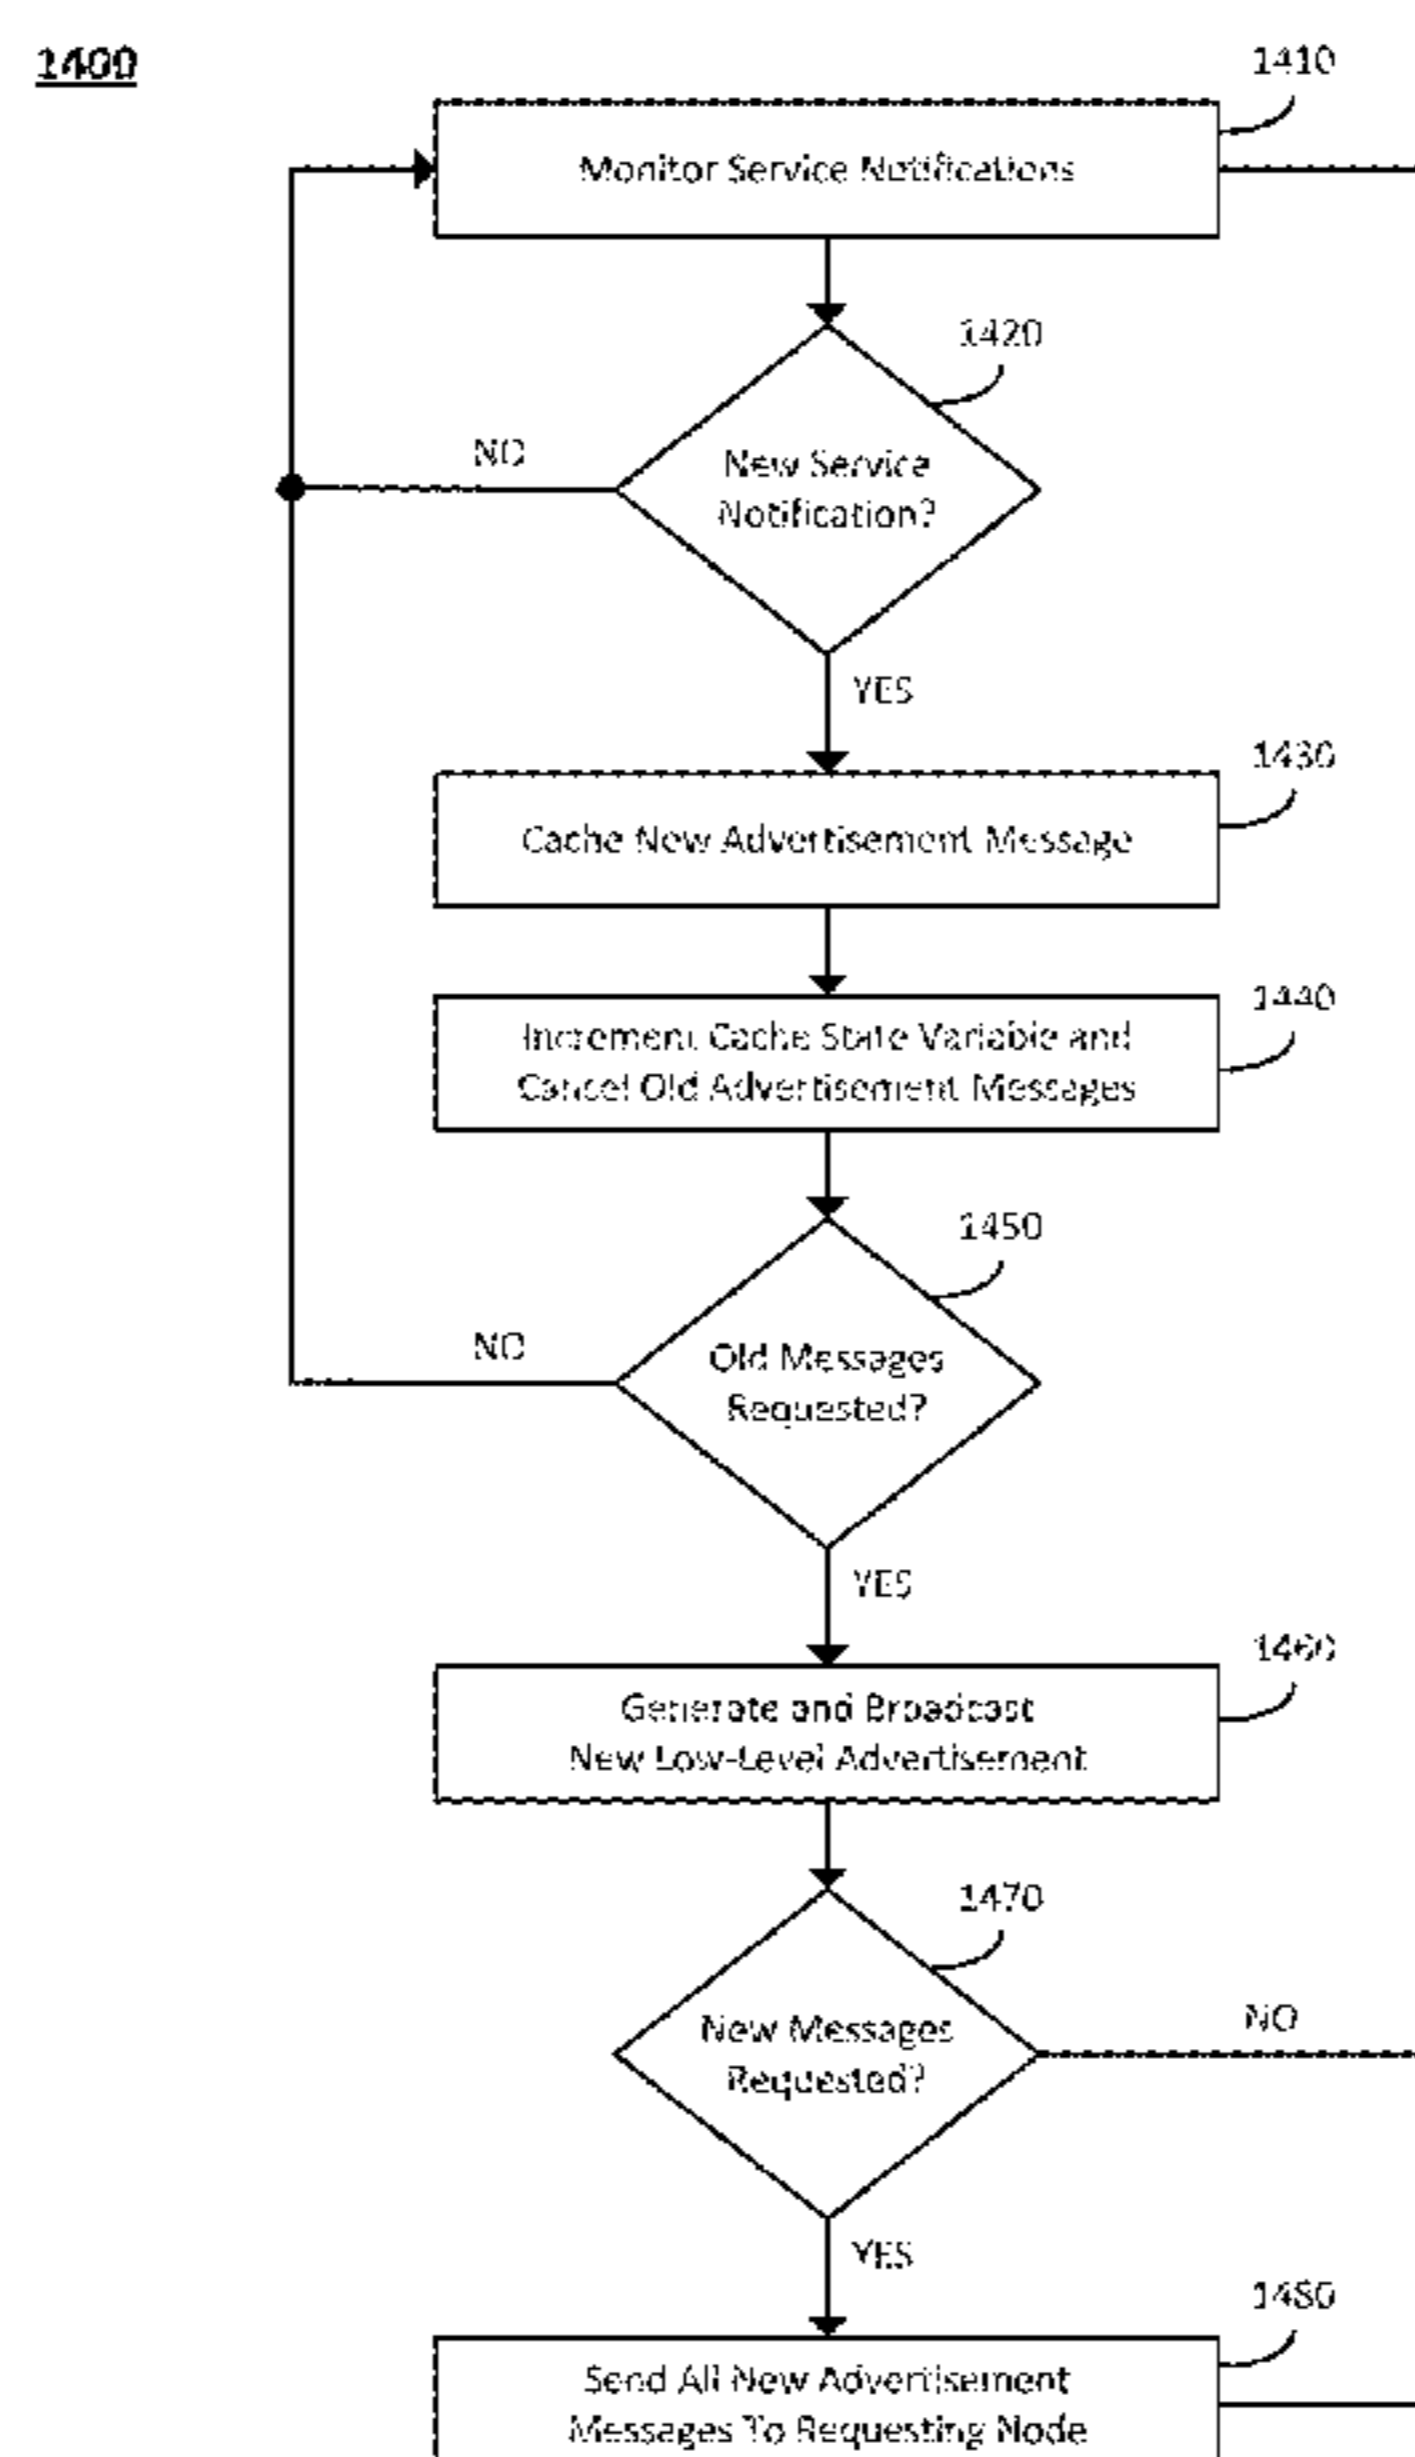 1400
1410
Monitor Service Notifications
1420
NO
New Service
Notification?
YES
1430
Cache New Advertisement Message
1440
Increment Cache State Variable and
Cancel Old Advertisement Messages
1450
NO
Old Messages
Requested?
YES
1460
Generate and Broadcast
New Low-Level Advertisement
1470
New Messages
Requested?
NO
YES
1480
Send All New Advertisement
Messages To Requesting Node